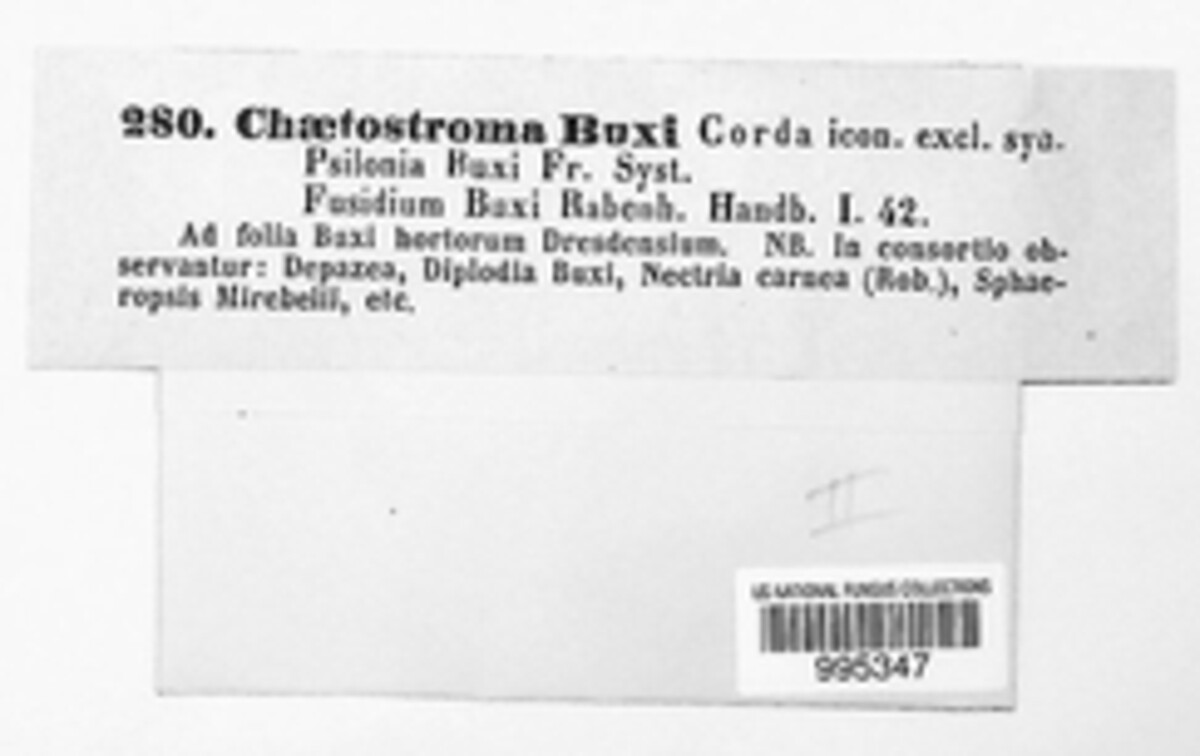 280. Chætostroma Buxi Corda icon. excl. syn.
Psilonia Buxi Fr. Syst.
Fusidium Buxi Rabenh. Handb. I. 42.
Ad folia Buxi hortorum Dresdensium. NB. In consortio ob-
servantur: Depazea, Diplodia Buxi, Nectria carnea (Rob.), Sphae-
ropsis Mirebelii, etc.
II
US NATIONAL FUNGUS COLLECTIONS
995347